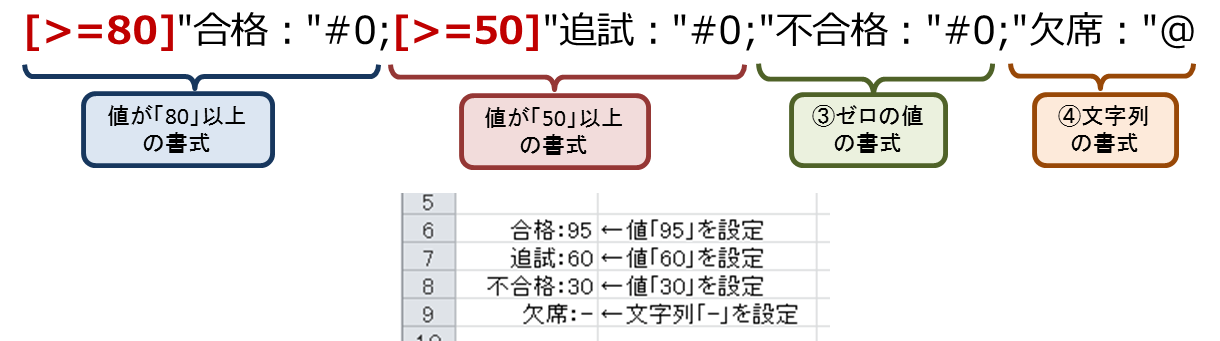 [>=80]"合格："#0;[>=50]"追試："#0;"不合格："#0;"欠席："@
値が「80」以上
の書式
値が「50」以上
の書式
③ゼロの値
の書式
④文字列
の書式
5
6 合格:95 ←値「95」を設定
7 追試:60 ←値「60」を設定
8 不合格:30 ←値「30」を設定
9 欠席:- ←文字列「-」を設定
10